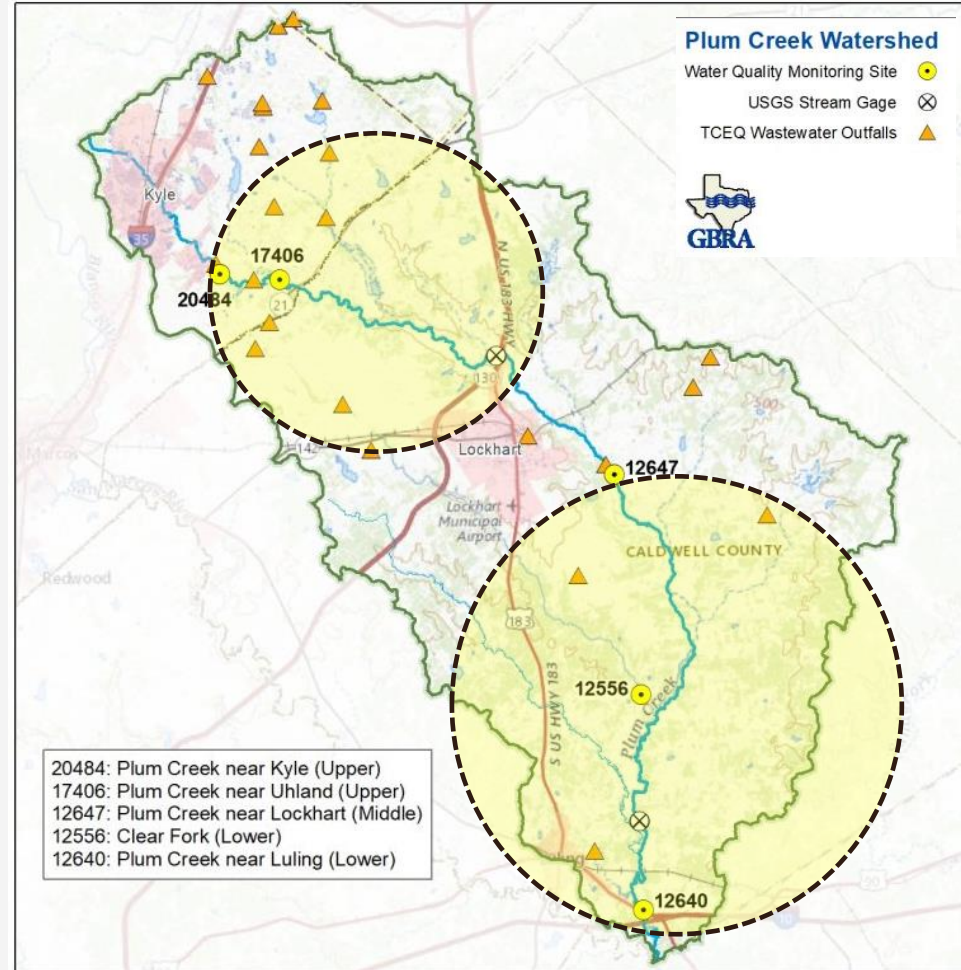 Plum Creek Watershed
Water Quality Monitoring Site
USGS Stream Gage
TCEQ Wastewater Outfalls
GBRA
Kyle
35
17406
20484
21
N US 183 HWY
130
142
Lockhart
12647
Lockhart
Municipal
Airport
500
CALDWELL COUNTY
Redwood
183
S US HWY 183
12556
Plum Creek
12640
90
20484: Plum Creek near Kyle (Upper)
17406: Plum Creek near Uhland (Upper)
12647: Plum Creek near Lockhart (Middle)
12556: Clear Fork (Lower)
12640: Plum Creek near Luling (Lower)